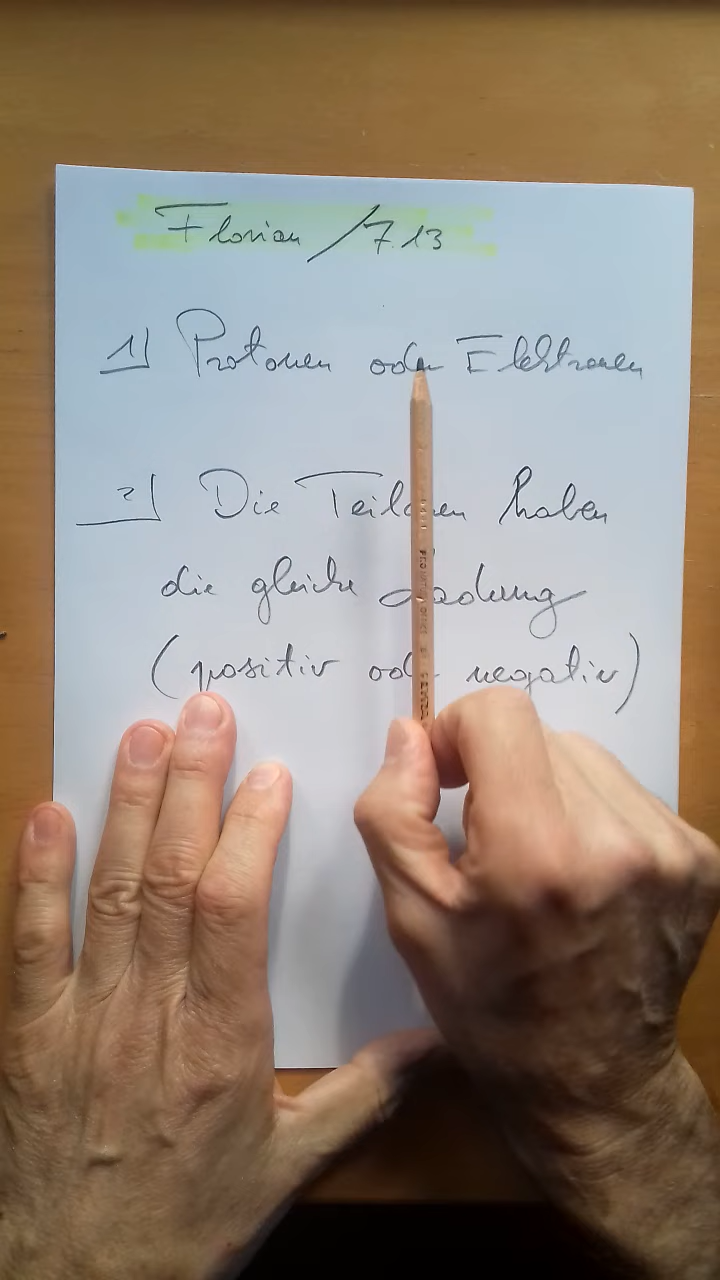 Florian / 7.13
1) Protonen oder Elektronen
2) Die Teilchen haben
die gleiche Ladung
(positiv oder negativ)